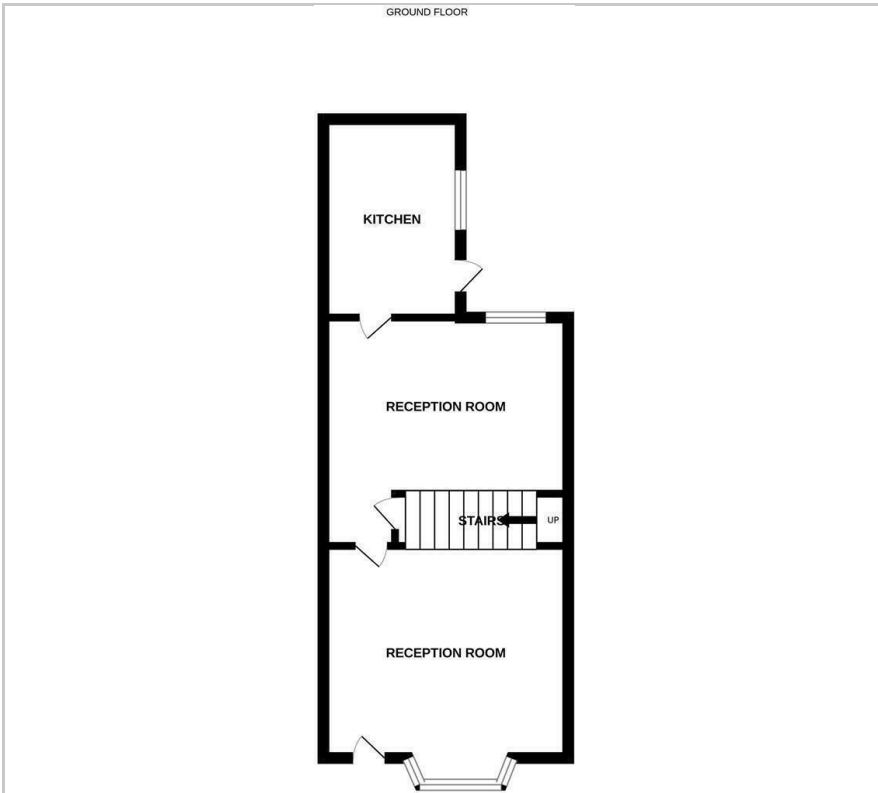 GROUND FLOOR
KITCHEN
RECEPTION ROOM
STAIRS
UP
RECEPTION ROOM